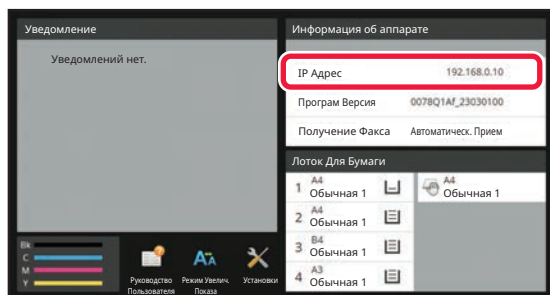 Уведомление
Уведомлений нет.
Информация об аппарате
IP Адрес 192.168.0.10
Програм Версия 0078Q1Af_23030100
Получение Факса Автоматическ. Прием
Лоток Для Бумаги
1 A4
Обычная 1
A4
Обычная 1
2 A4
Обычная 1
3 B4
Обычная 1
4 A3
Обычная 1
Bk
C
M
Y
Руководство
Пользователя
Режим Увелич.
Показа
Установки